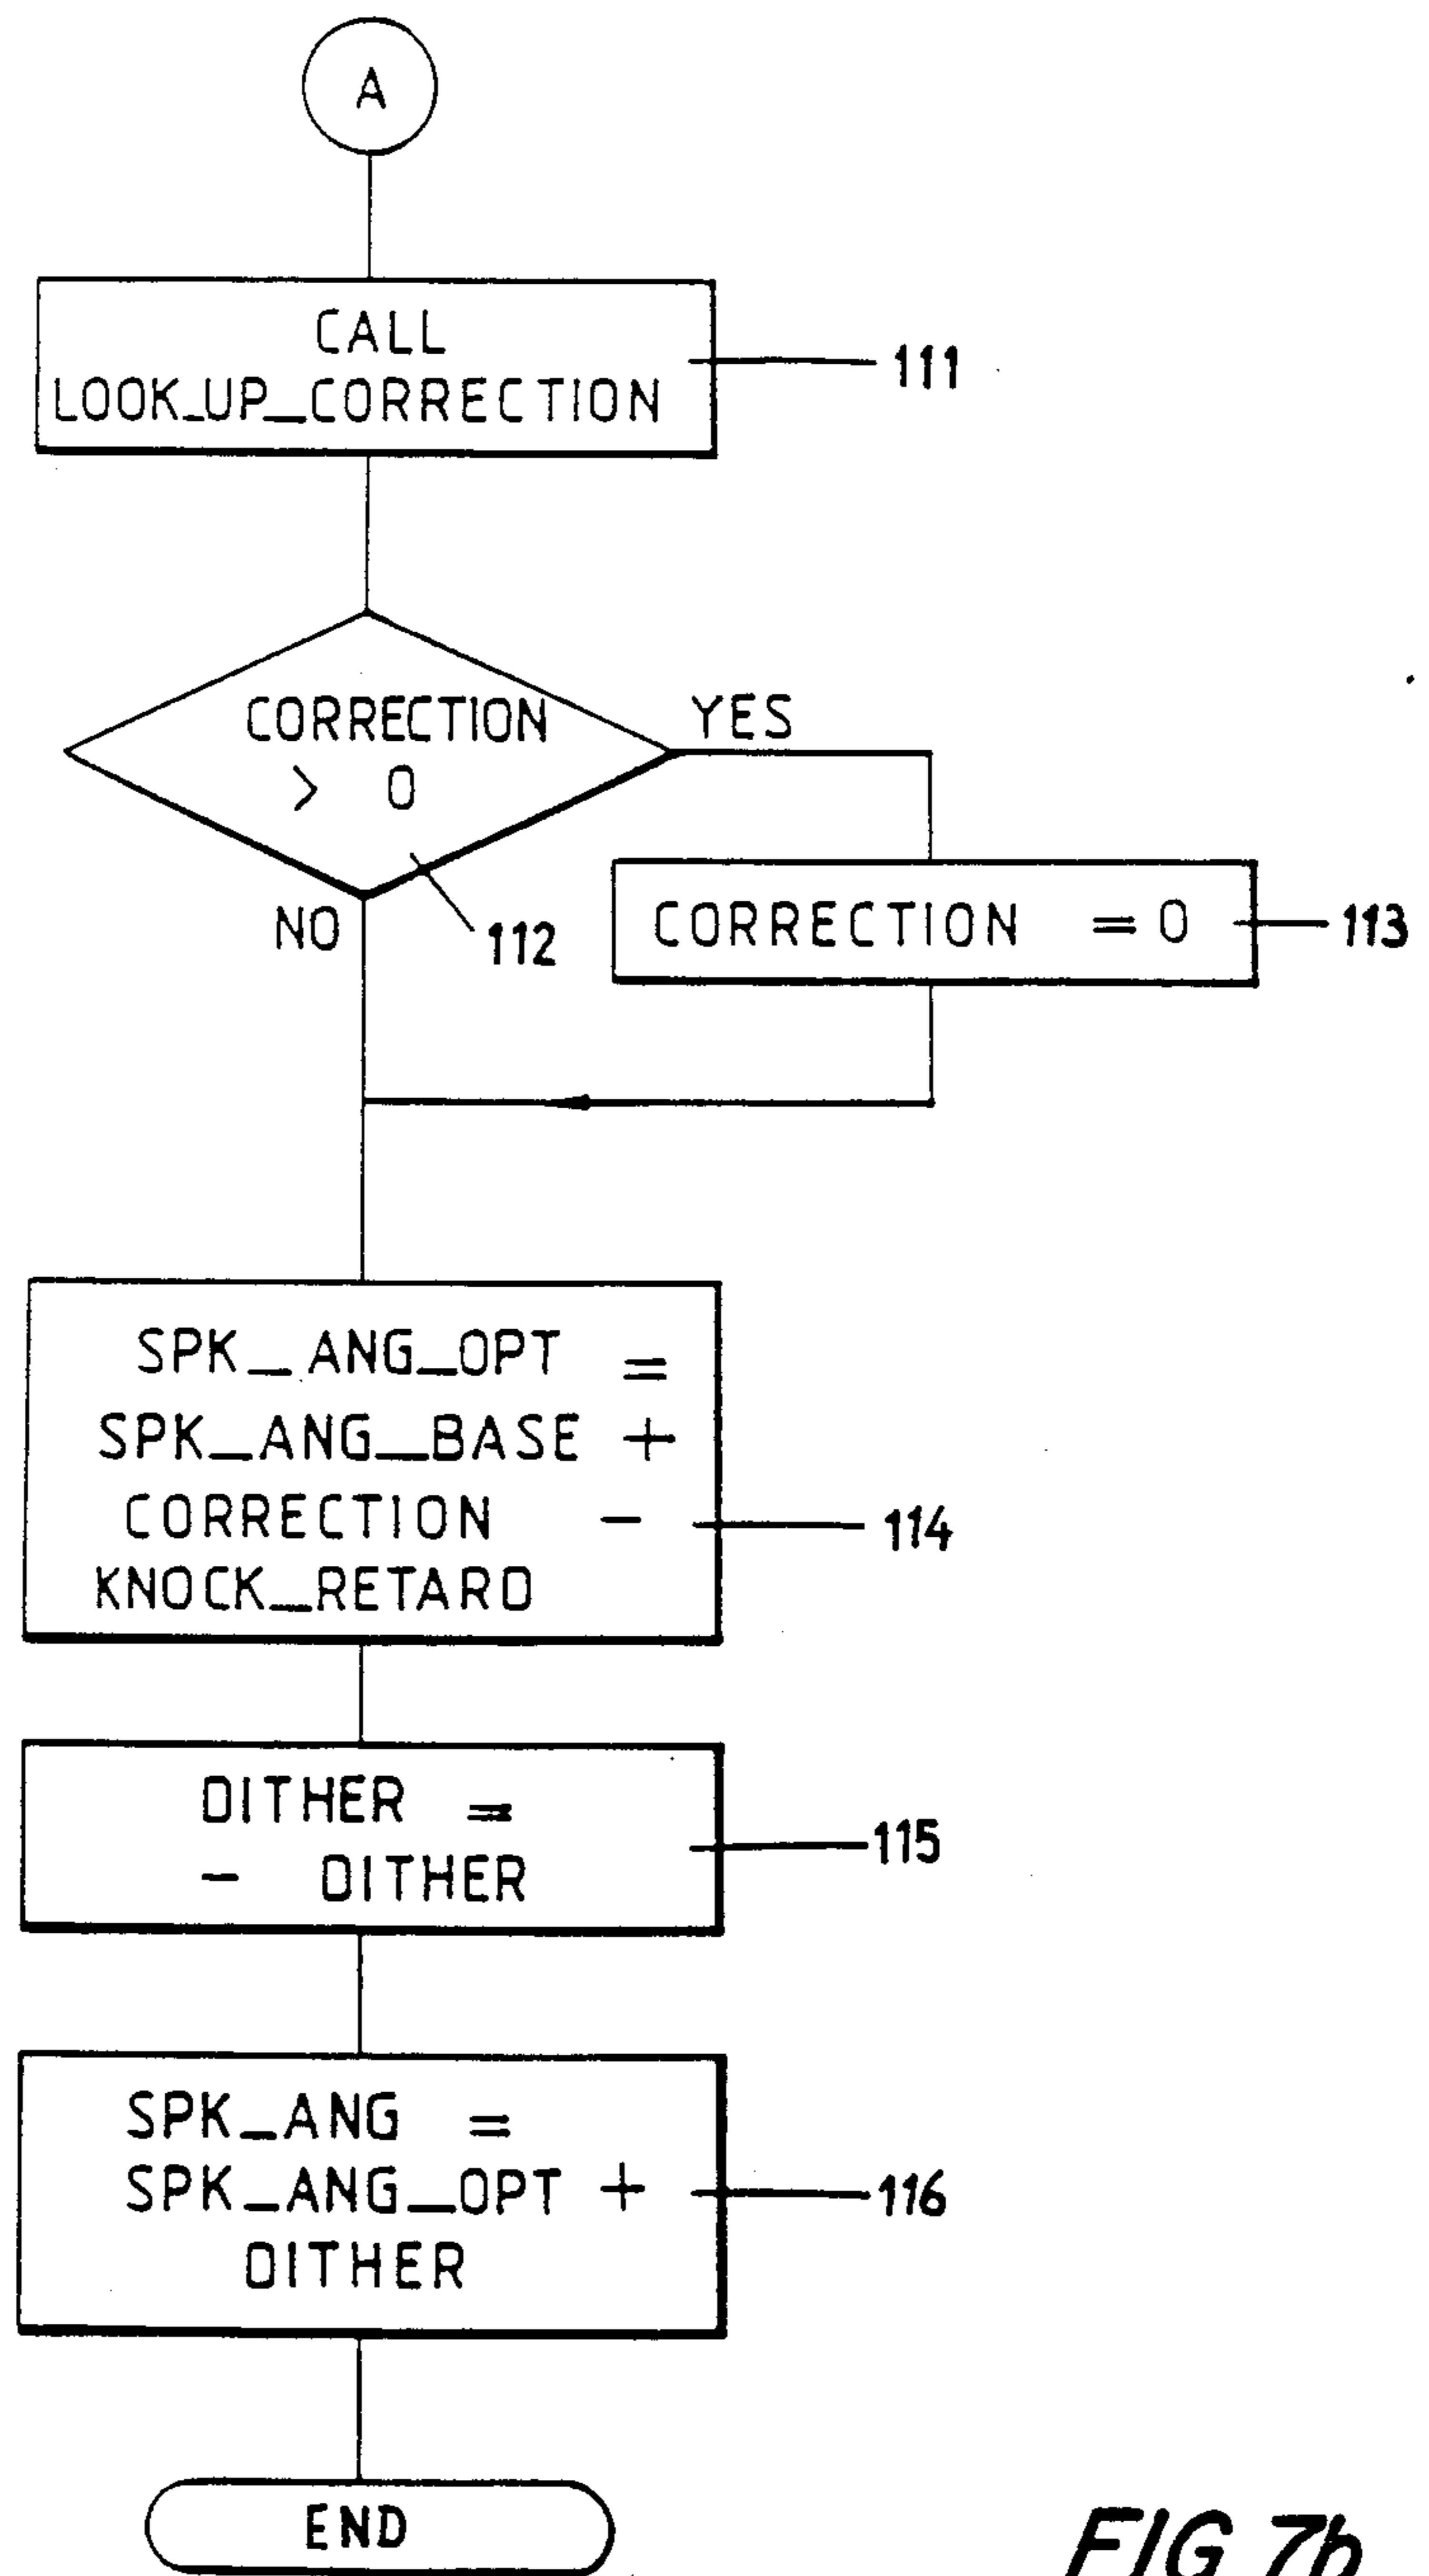 A
CALL
LOOK_UP_CORRECTION
111
CORRECTION
> 0
YES
NO
112
CORRECTION = 0
113
SPK_ANG_OPT =
SPK_ANG_BASE +
CORRECTION -
KNOCK_RETARD
114
DITHER =
- DITHER
115
SPK_ANG =
SPK_ANG_OPT +
DITHER
116
END
FIG 7b